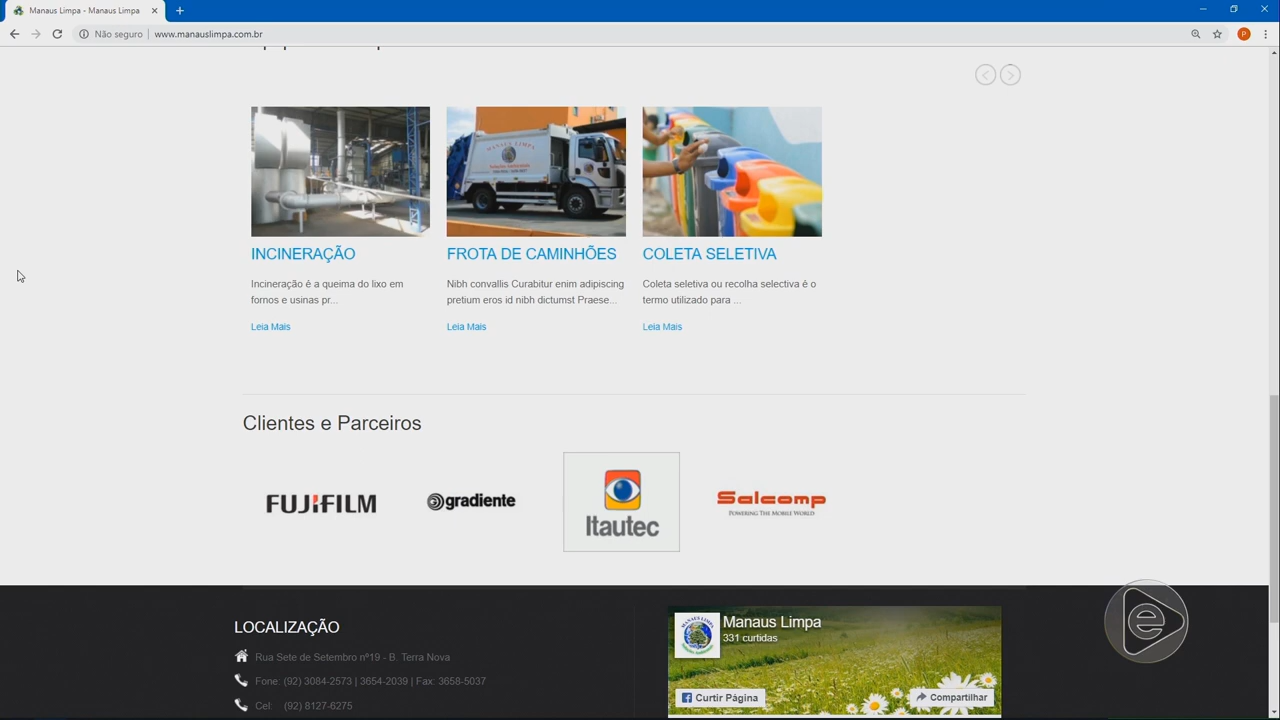 Manaus Limpa - Manaus Limpa
Não seguro
www.manauslimpa.com.br
P
MANAUS LIMPA
INCINERAÇÃO
FROTA DE CAMINHÕES
COLETA SELETIVA
Incineração é a queima do lixo em
fornos e usinas pr...
Nibh convallis Curabitur enim adipiscing
pretium eros id nibh dictumst Praese...
Coleta seletiva ou recolha selectiva é o
termo utilizado para ...
Leia Mais
Leia Mais
Leia Mais
Clientes e Parceiros
FUJIFILM
gradiente
Itautec
Salcomp
POWERING THE MOBILE WORLD
LOCALIZAÇÃO
Rua Sete de Setembro nº19 - B. Terra Nova
Fone: (92) 3084-2573 | 3654-2039 | Fax: 3658-5037
Cel: (92) 8127-6275
Manaus Limpa
331 curtidas
MANAUS LIMPA
Curtir Página
Compartilhar
e